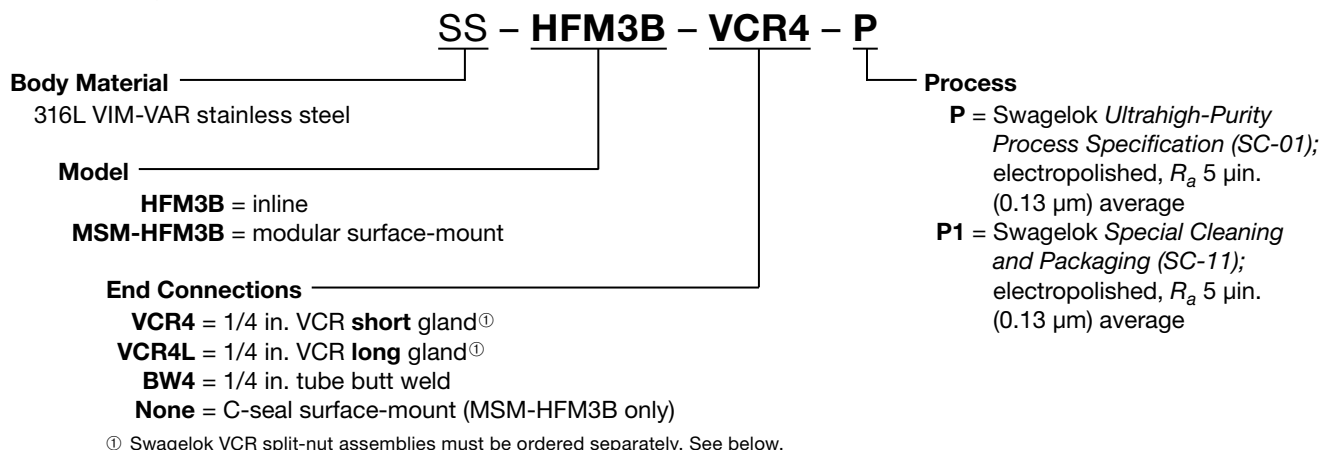 SS – HFM3B – VCR4 – P
Body Material
316L VIM-VAR stainless steel
Model
HFM3B = inline
MSM-HFM3B = modular surface-mount
End Connections
VCR4 = 1/4 in. VCR short gland①
VCR4L = 1/4 in. VCR long gland①
BW4 = 1/4 in. tube butt weld
None = C-seal surface-mount (MSM-HFM3B only)
① Swagelok VCR split-nut assemblies must be ordered separately. See below.
Process
P = Swagelok Ultrahigh-Purity
Process Specification (SC-01);
electropolished, Ra 5 µin.
(0.13 µm) average
P1 = Swagelok Special Cleaning
and Packaging (SC-11);
electropolished, Ra 5 µin.
(0.13 µm) average